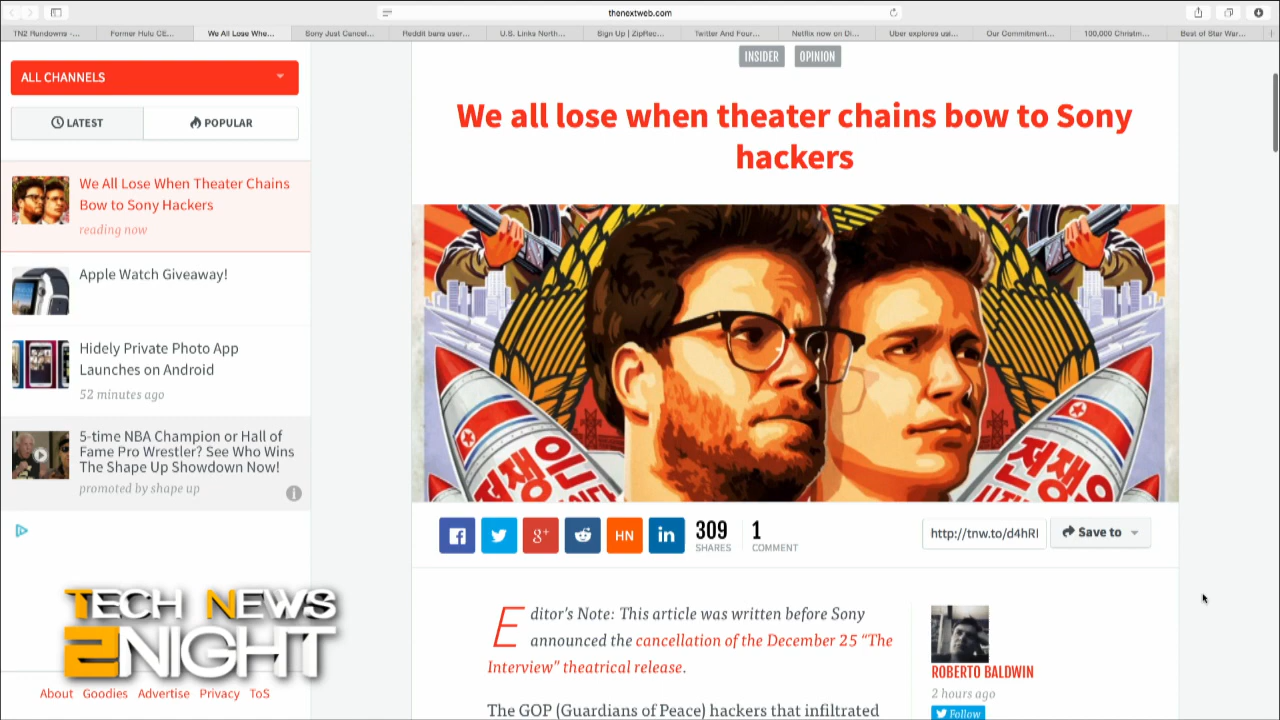 thenextweb.com
TN2 Rundowns -...
Former Hulu CE...
We All Lose Whe...
Sony Just Cancel...
Reddit bans user...
U.S. Links North...
Sign Up | ZipRec...
Twitter And Four...
Netflix now on Di...
Uber explores usi...
Our Commitment...
100,000 Christm...
Best of Star War...
INSIDER OPINION
ALL CHANNELS
LATEST POPULAR
We All Lose When Theater Chains
Bow to Sony Hackers
reading now
Apple Watch Giveaway!
Hidely Private Photo App
Launches on Android
52 minutes ago
5-time NBA Champion or Hall of
Fame Pro Wrestler? See Who Wins
The Shape Up Showdown Now!
promoted by shape up
TECH NEWS
2NIGHT
About Goodies Advertise Privacy ToS
We all lose when theater chains bow to Sony
hackers
전쟁
전쟁
g+ HN in 309 SHARES 1 COMMENT
http://tnw.to/d4hRI Save to
Editor's Note: This article was written before Sony
announced the cancellation of the December 25 “The
Interview” theatrical release.
The GOP (Guardians of Peace) hackers that infiltrated
ROBERTO BALDWIN
2 hours ago
Follow